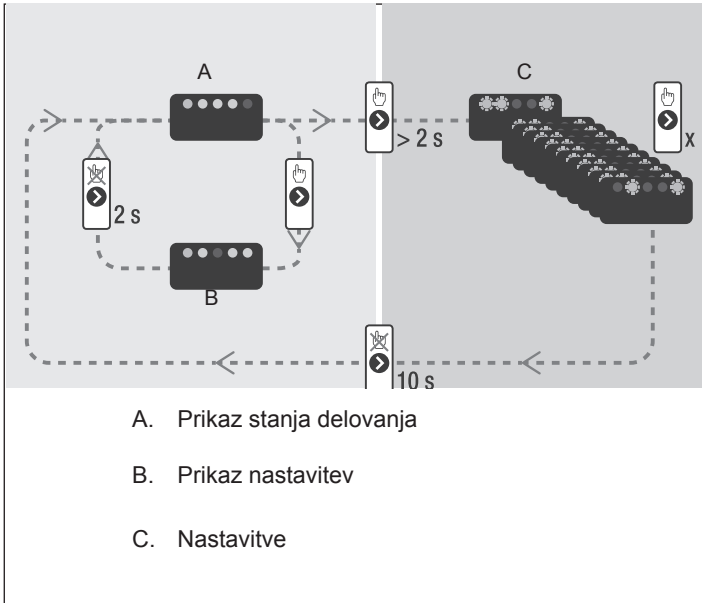 A
C
> 2 s
x
2 s
B
10 s
A. Prikaz stanja delovanja
B. Prikaz nastavitev
C. Nastavitve